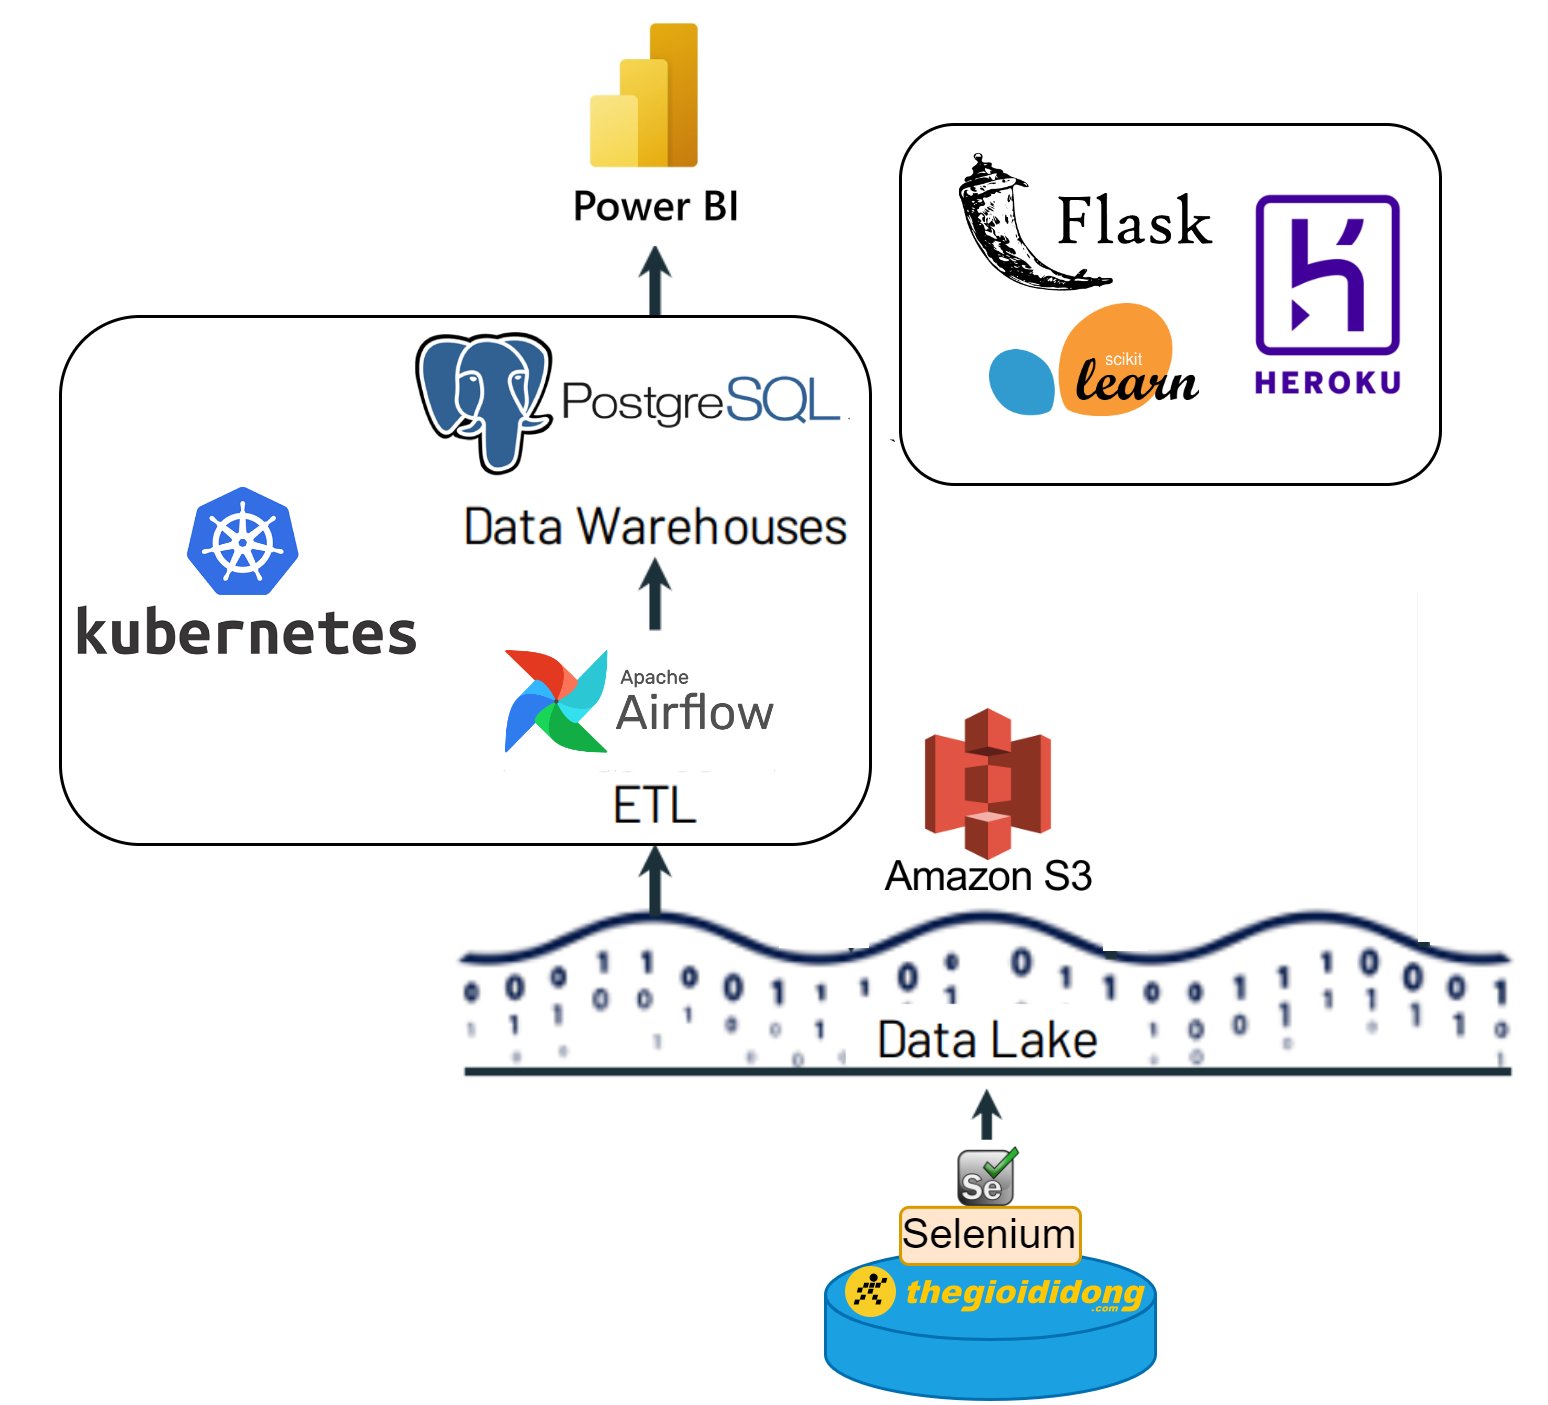 Power BI
Flask
scikit
learn
HEROKU
PostgreSQL
Data Warehouses
kubernetes
Apache
Airflow
ETL
Amazon S3
Data Lake
Se
Selenium
thegioididong
.com